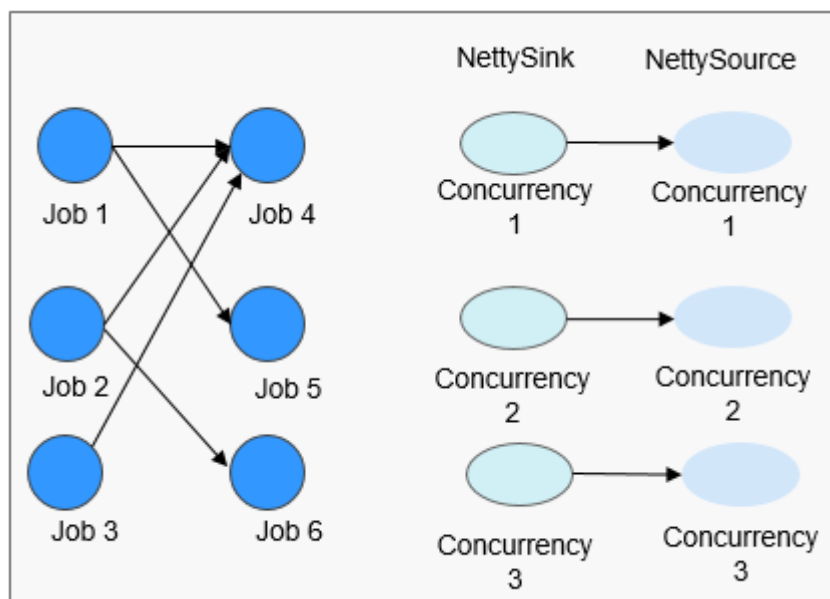 NettySink NettySource
Job 1 Job 4
Concurrency
1
Concurrency
1
Job 2 Job 5
Concurrency
2
Concurrency
2
Job 3 Job 6
Concurrency
3
Concurrency
3